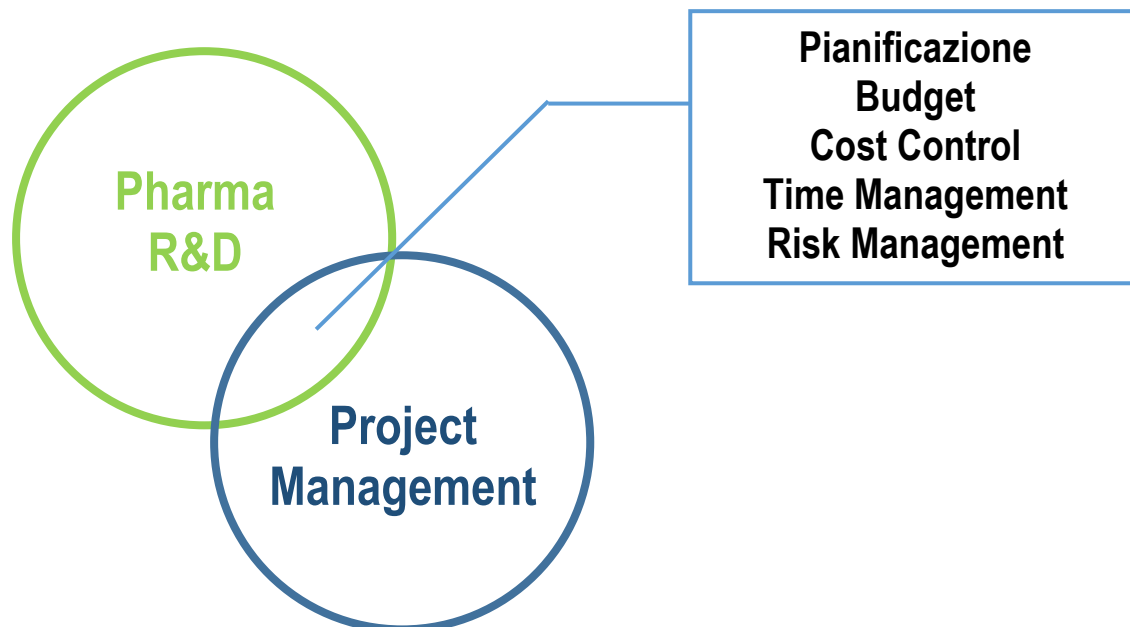 Pharma
R&D
Project
Management
Pianificazione
Budget
Cost Control
Time Management
Risk Management